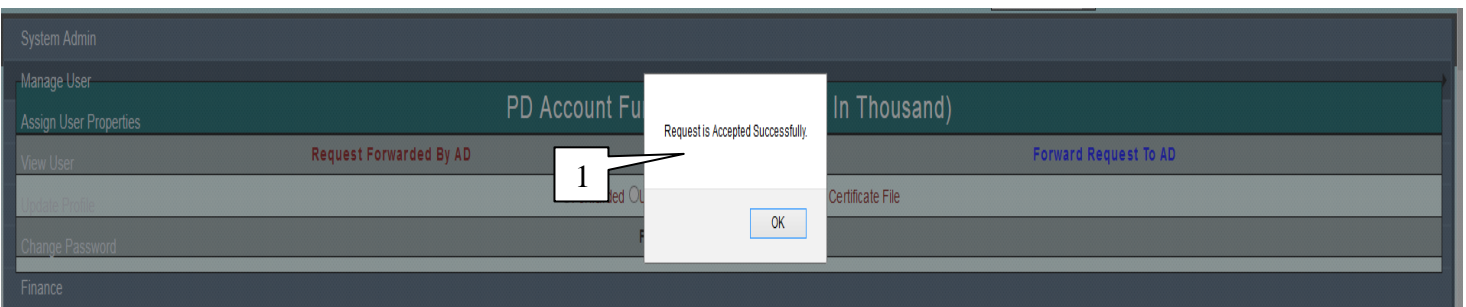 System Admin
Manage User
PD Account Fu In Thousand)
Assign User Properties
Request is Accepted Successfully.
View User
Request Forwarded By AD
Forward Request To AD
1
Update Profile
Certificate File
OK
Change Password
Finance